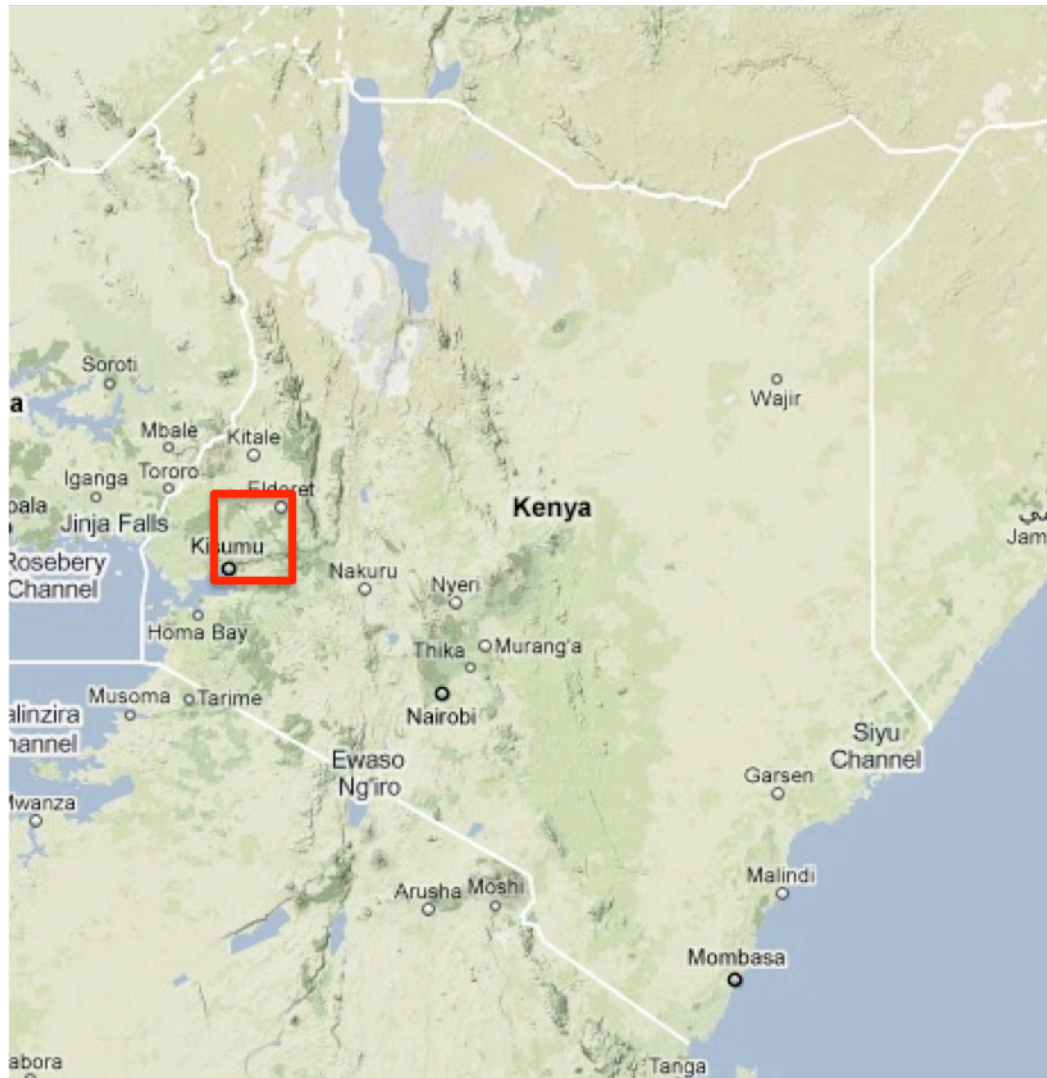 Soroti
a
Wajir
Mbale
Kitale
Iganga
Tororo
Eldoret
pala
Jinja Falls
Kenya
Kisumu
Rosebery
Channel
Nakuru
Nyeri
Homa Bay
Thika
Murang'a
Musoma
Tarime
Nairobi
alinzira
hannel
Siyu
Channel
Ewaso
Ng'iro
Garsen
Mwanza
Malindi
Arusha
Moshi
Mombasa
abora
Tanga
Jam